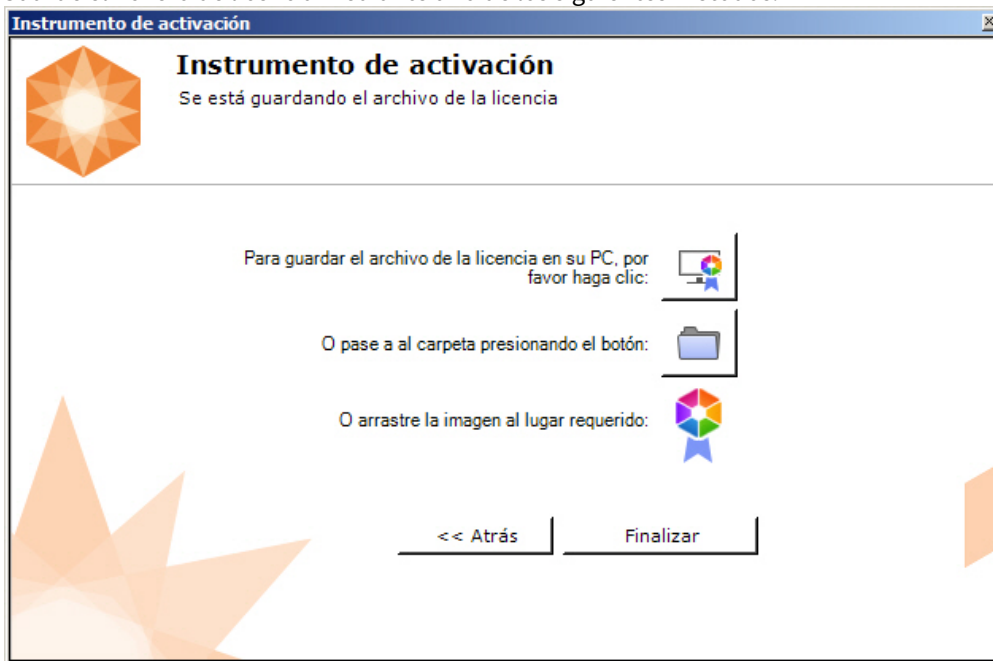 Instrumento de activación
Instrumento de activación
Se está guardando el archivo de la licencia
Para guardar el archivo de la licencia en su PC, por
favor haga clic:
O pase a al carpeta presionando el botón:
O arrastre la imagen al lugar requerido:
<< Atrás
Finalizar